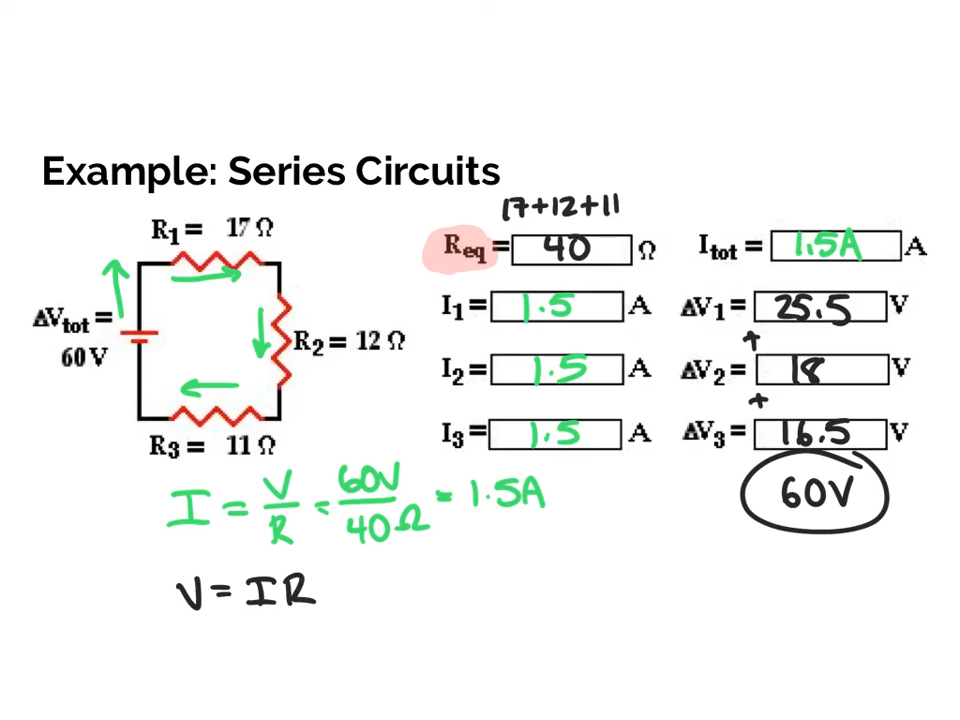 Example: Series Circuits
R1 = 17 Ω
ΔVtot = 60 V
R2 = 12 Ω
R3 = 11 Ω
17+12+11
Req = 40 Ω
Itot = 1.5A A
I1 = 1.5 A
ΔV1 = 25.5 V
+
I2 = 1.5 A
ΔV2 = 18 V
+
I3 = 1.5 A
ΔV3 = 16.5 V
60V
I = V/R = 60V/40Ω = 1.5A
V = IR